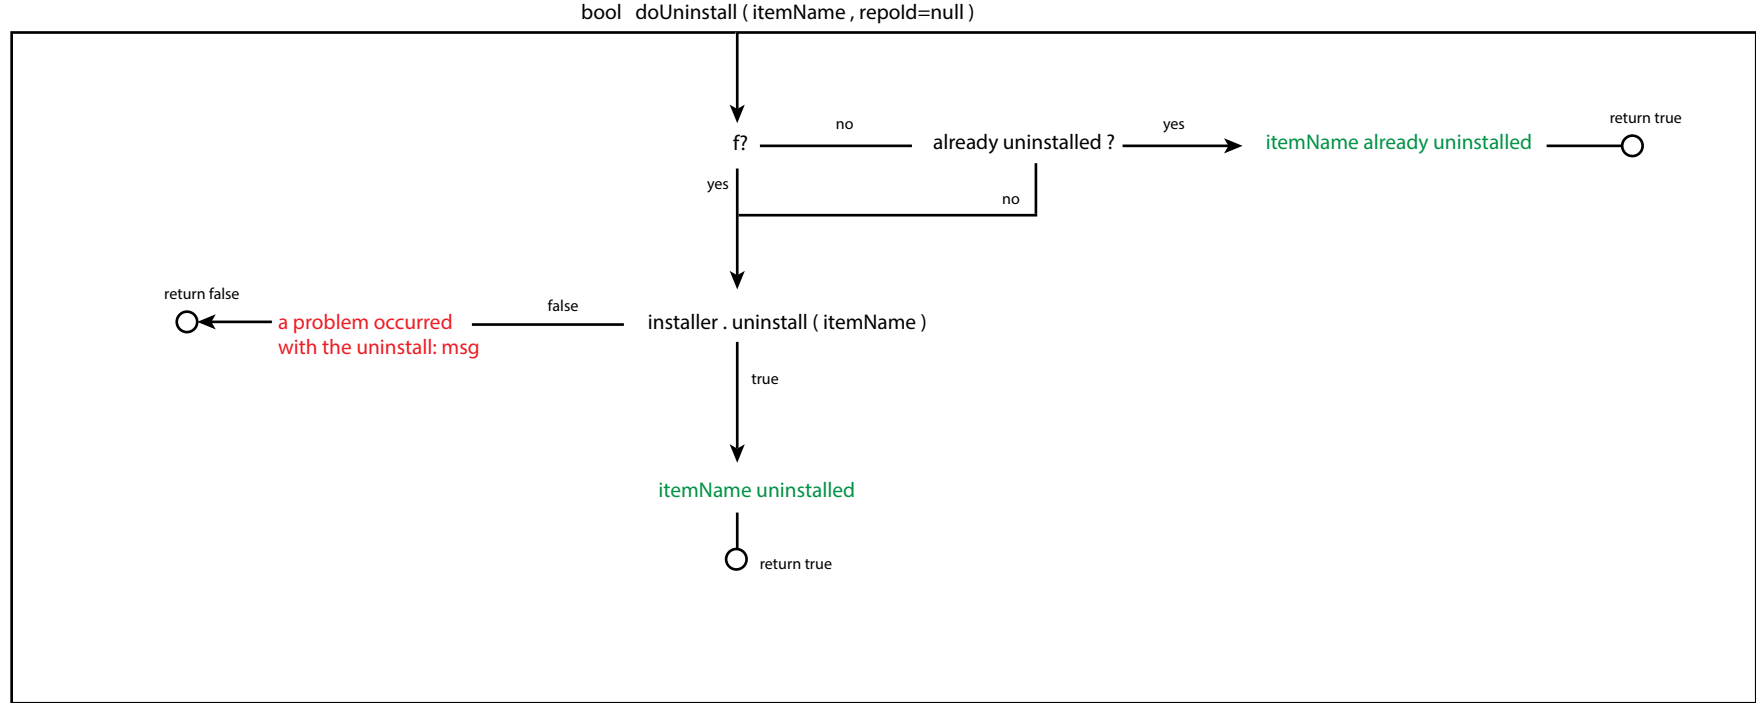 bool doUninstall ( itemName , repoId=null )
return true
no
yes
f?
already uninstalled ?
itemName already uninstalled
yes
no
return false
false
a problem occurred
with the uninstall: msg
installer . uninstall ( itemName )
true
itemName uninstalled
return true